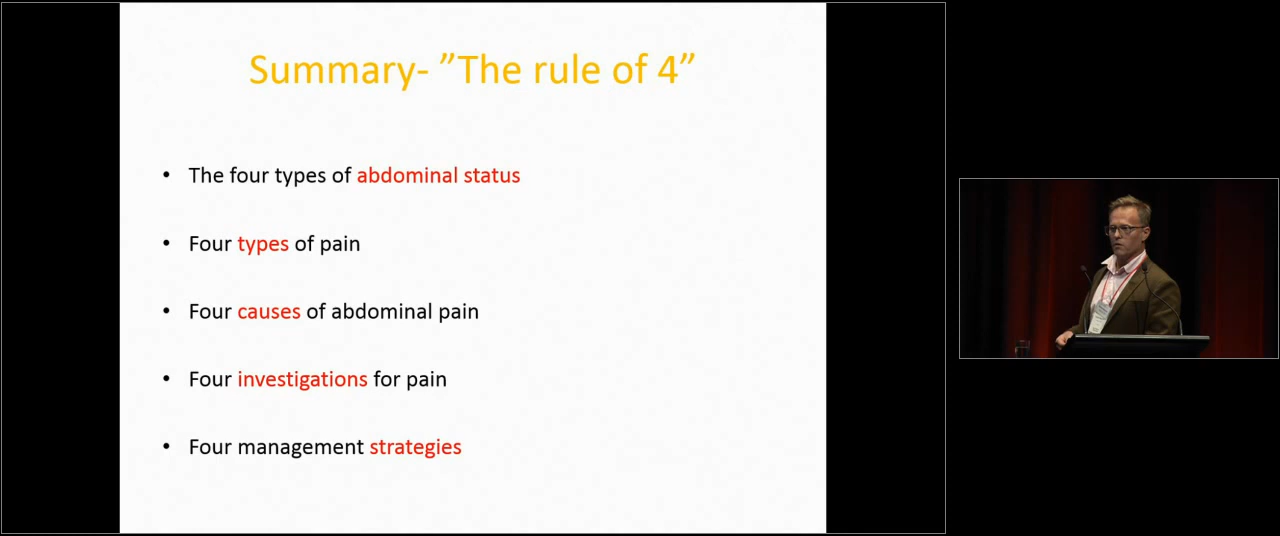 Summary- ”The rule of 4”
• The four types of abdominal status
• Four types of pain
• Four causes of abdominal pain
• Four investigations for pain
• Four management strategies